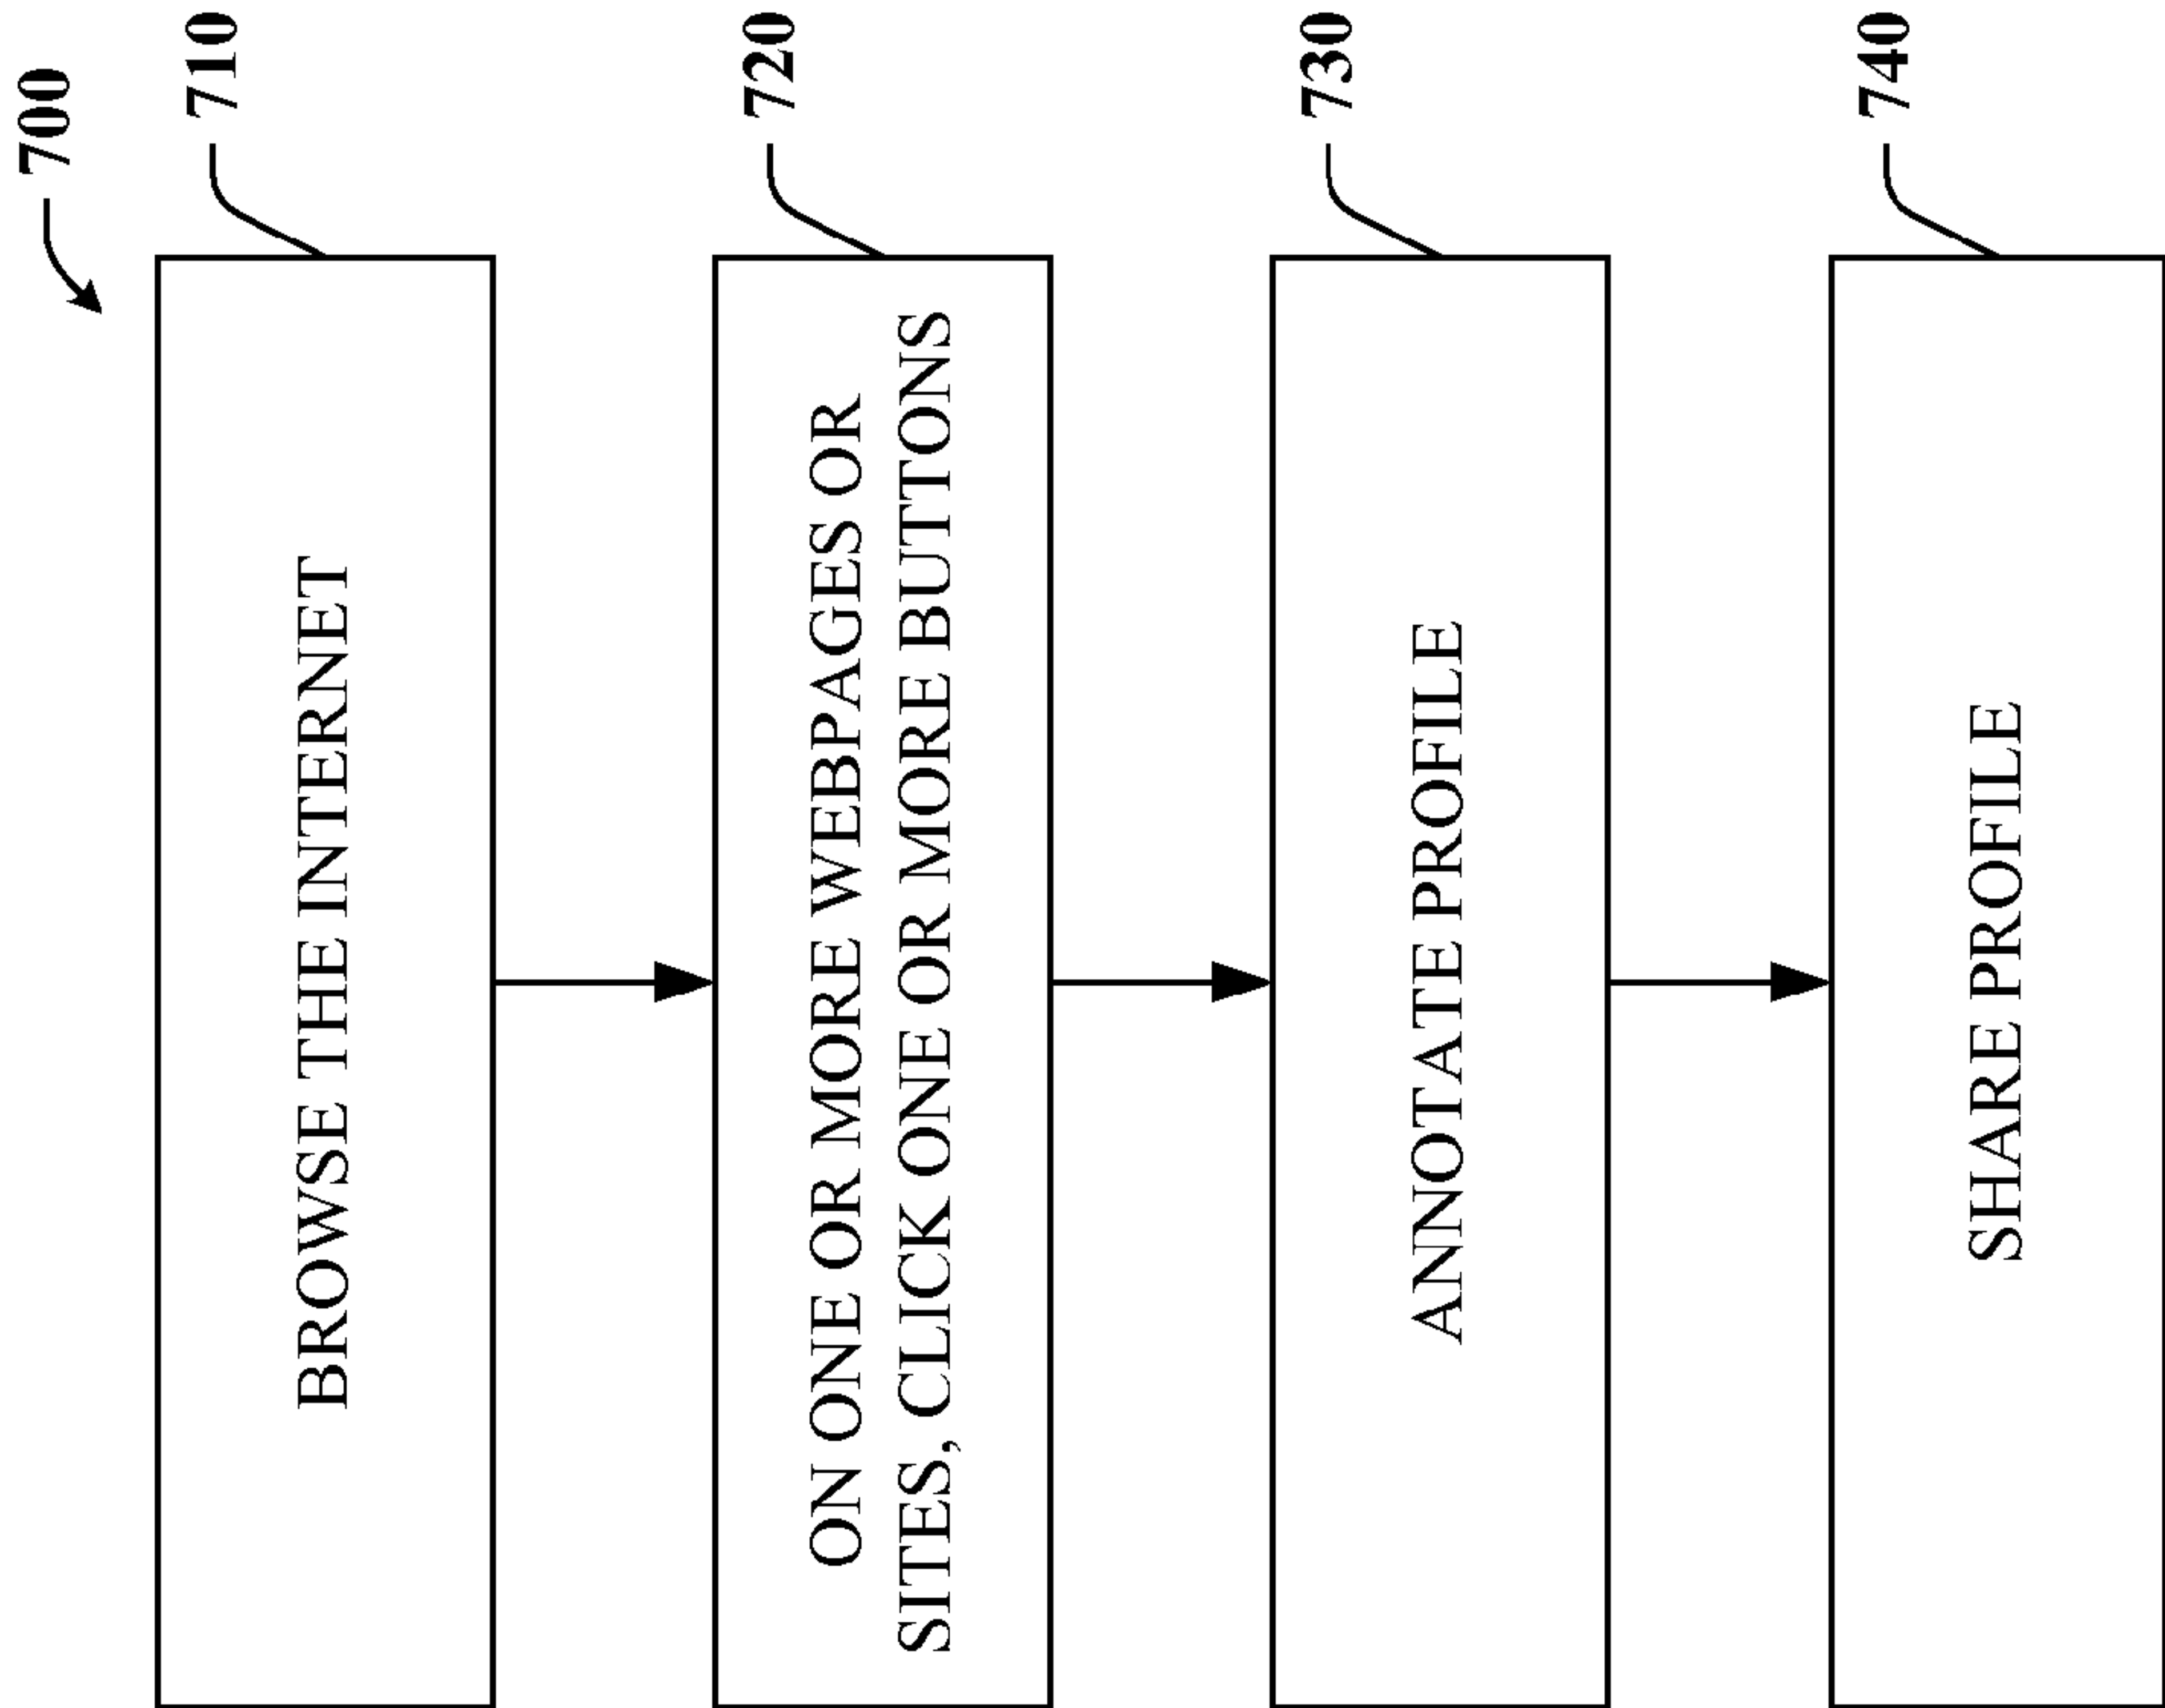 700
710
BROWSE THE INTERNET
720
ON ONE OR MORE WEBPAGES OR
SITES, CLICK ONE OR MORE BUTTONS
730
ANNOTATE PROFILE
740
SHARE PROFILE